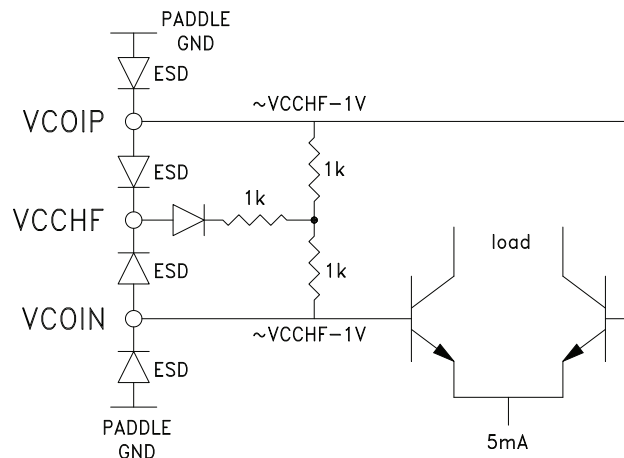 PADDLE
GND
ESD
VCOIP
~VCCHF-1V
ESD
1k
1k
VCCHF
load
ESD
1k
VCOIN
~VCCHF-1V
ESD
PADDLE
GND
5mA